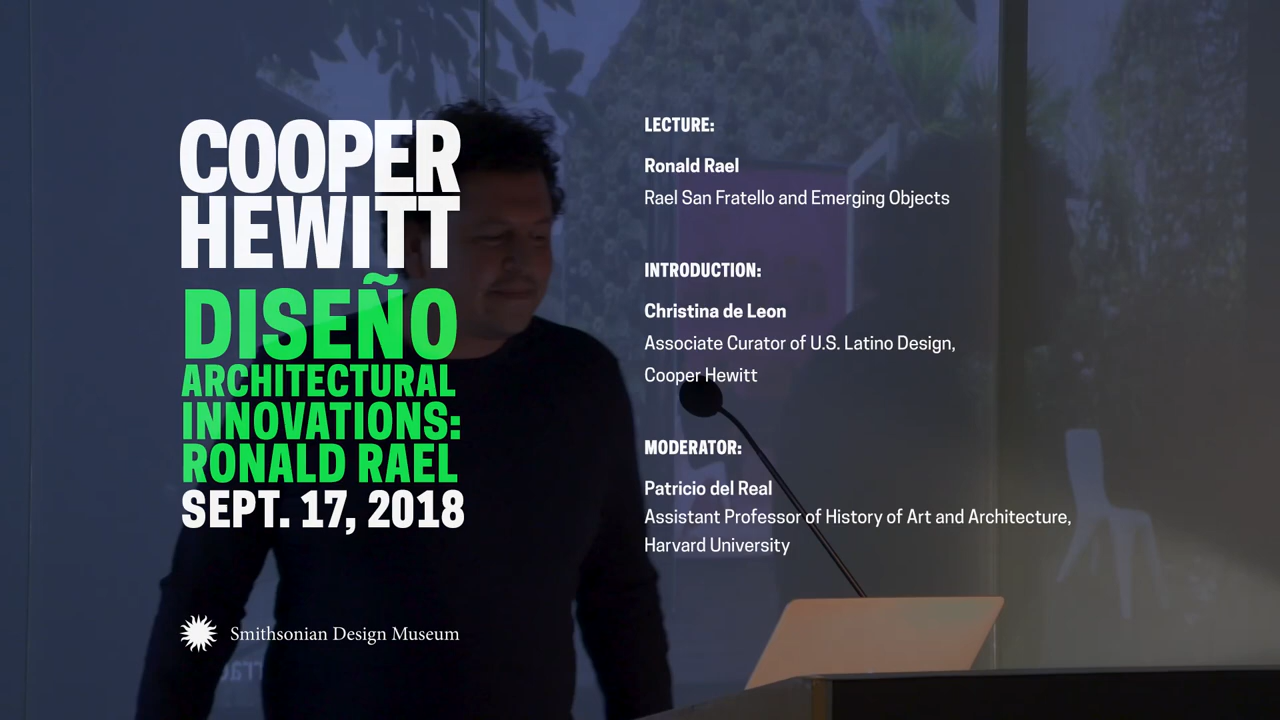 COOPER
HEWITT
DISEÑO
ARCHITECTURAL
INNOVATIONS:
RONALD RAEL
SEPT. 17, 2018
Smithsonian Design Museum
LECTURE:
Ronald Rael
Rael San Fratello and Emerging Objects
INTRODUCTION:
Christina de Leon
Associate Curator of U.S. Latino Design,
Cooper Hewitt
MODERATOR:
Patricio del Real
Assistant Professor of History of Art and Architecture,
Harvard University